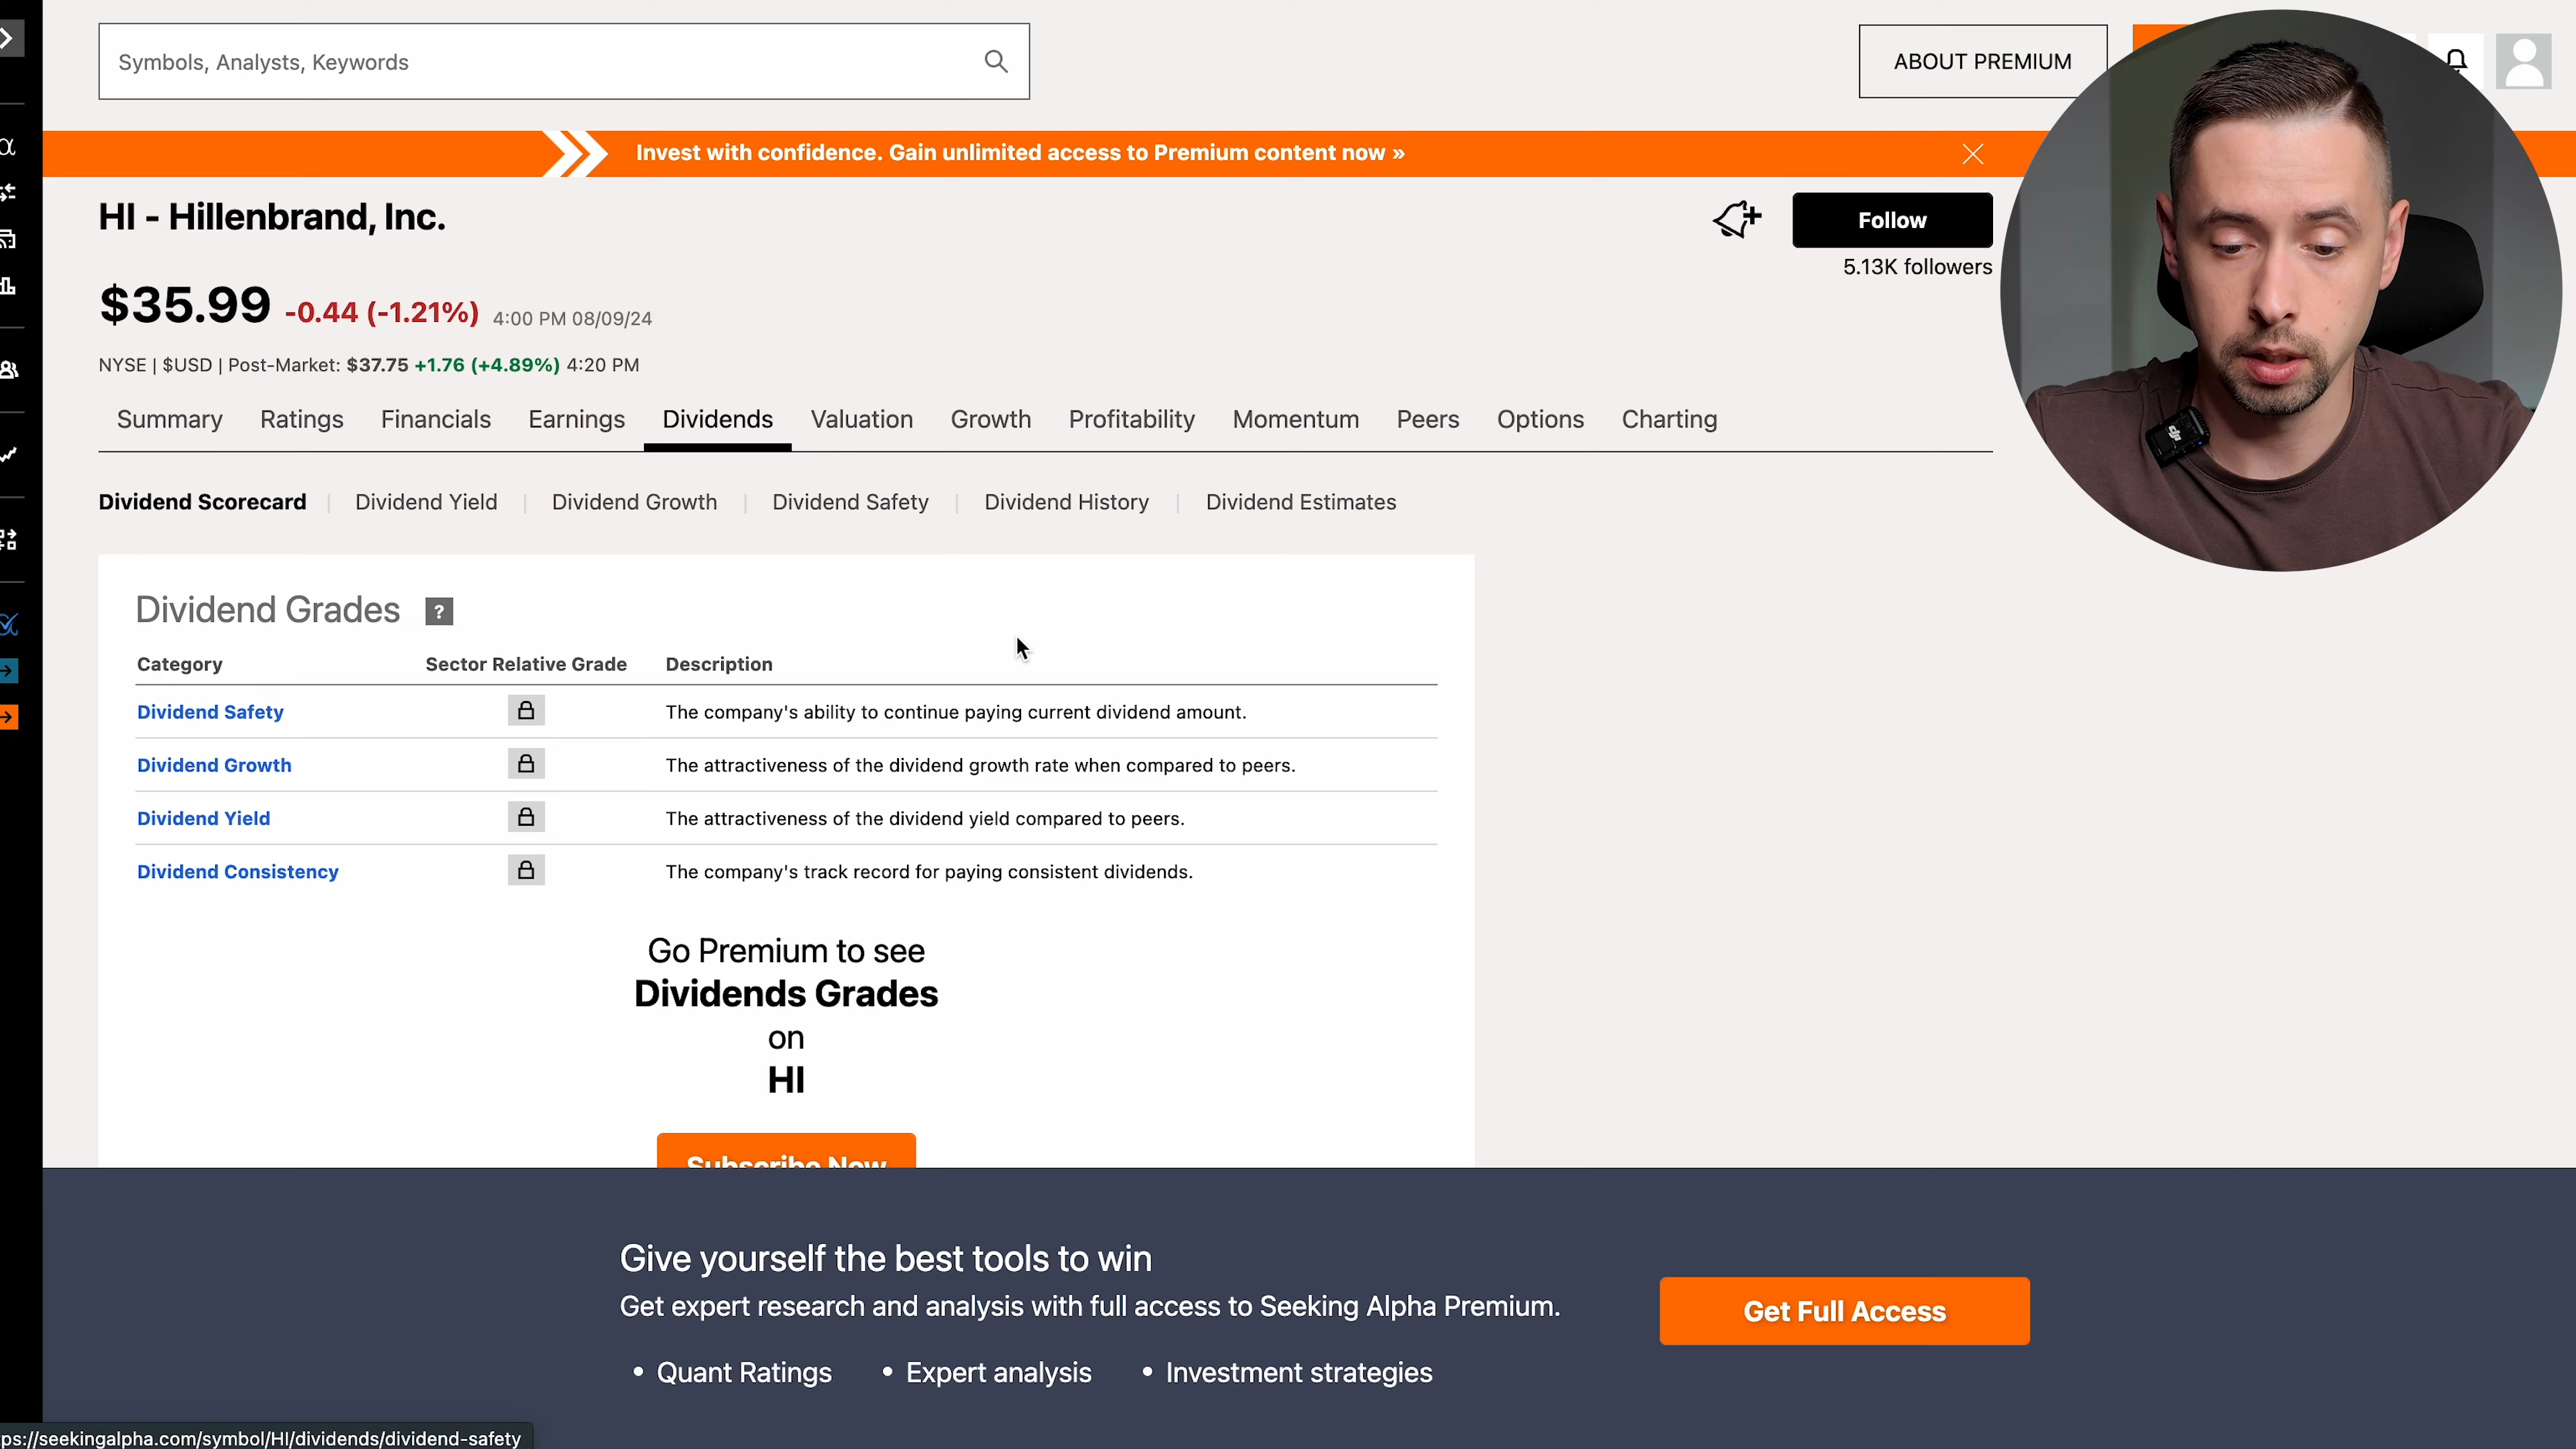 Symbols, Analysts, Keywords
ABOUT PREMIUM
Invest with confidence. Gain unlimited access to Premium content now »
HI - Hillenbrand, Inc.
Follow
5.13K followers
$35.99 -0.44 (-1.21%) 4:00 PM 08/09/24
NYSE | $USD | Post-Market: $37.75 +1.76 (+4.89%) 4:20 PM
Summary Ratings Financials Earnings Dividends Valuation Growth Profitability Momentum Peers Options Charting
Dividend Scorecard | Dividend Yield | Dividend Growth | Dividend Safety | Dividend History | Dividend Estimates
Dividend Grades ?
Category Sector Relative Grade Description
Dividend Safety The company's ability to continue paying current dividend amount.
Dividend Growth The attractiveness of the dividend growth rate when compared to peers.
Dividend Yield The attractiveness of the dividend yield compared to peers.
Dividend Consistency The company's track record for paying consistent dividends.
Go Premium to see
Dividends Grades
on
HI
Subscribe Now
Give yourself the best tools to win
Get expert research and analysis with full access to Seeking Alpha Premium.
• Quant Ratings • Expert analysis • Investment strategies
Get Full Access
ps://seekingalpha.com/symbol/HI/dividends/dividend-safety
dji